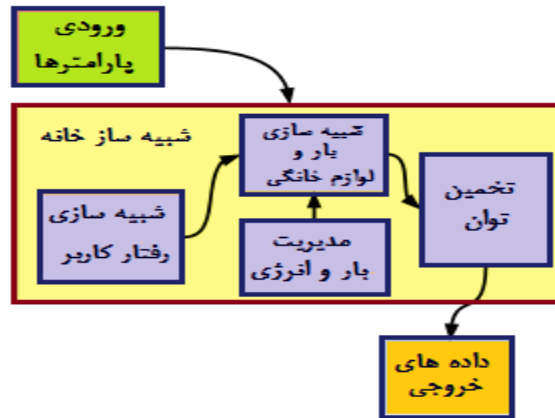 ورودی
پارامترها
شبیه ساز خانه
شبیه سازی
بار و
لوازم خانگی
تخمین
توان
شبیه سازی
رفتار کاربر
مدیریت
بار و انرژی
داده های
خروجی